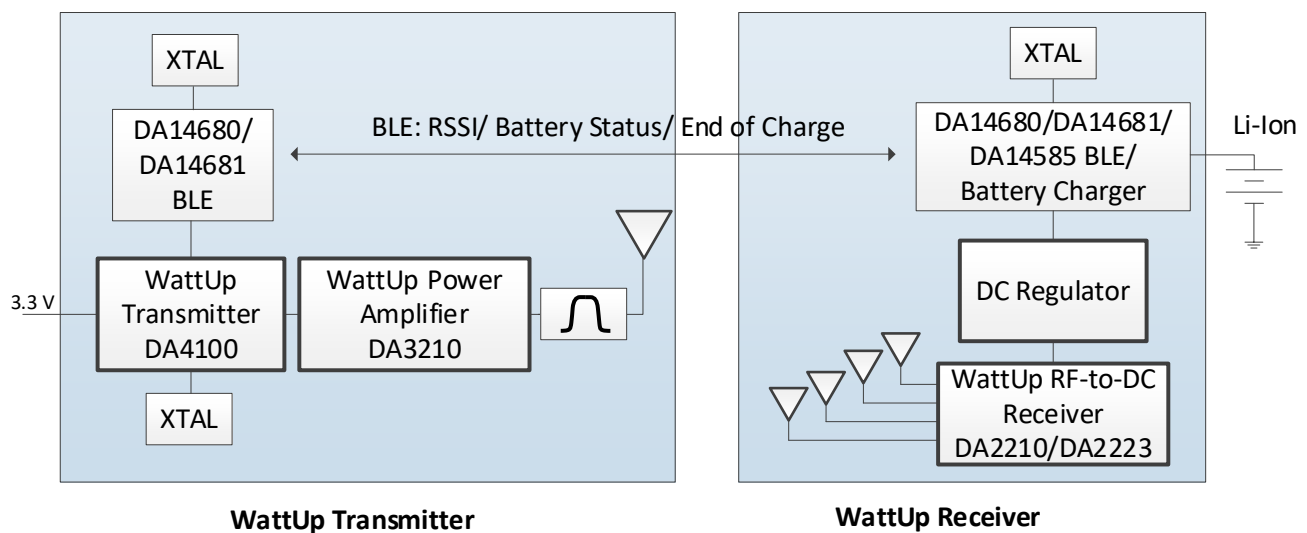 XTAL
DA14680/
DA14681
BLE
BLE: RSSI/ Battery Status/ End of Charge
3.3 V
WattUp
Transmitter
DA4100
WattUp Power
Amplifier
DA3210
XTAL
WattUp Transmitter
XTAL
DA14680/DA14681/
DA14585 BLE/
Battery Charger
Li-Ion
DC Regulator
WattUp RF-to-DC
Receiver
DA2210/DA2223
WattUp Receiver